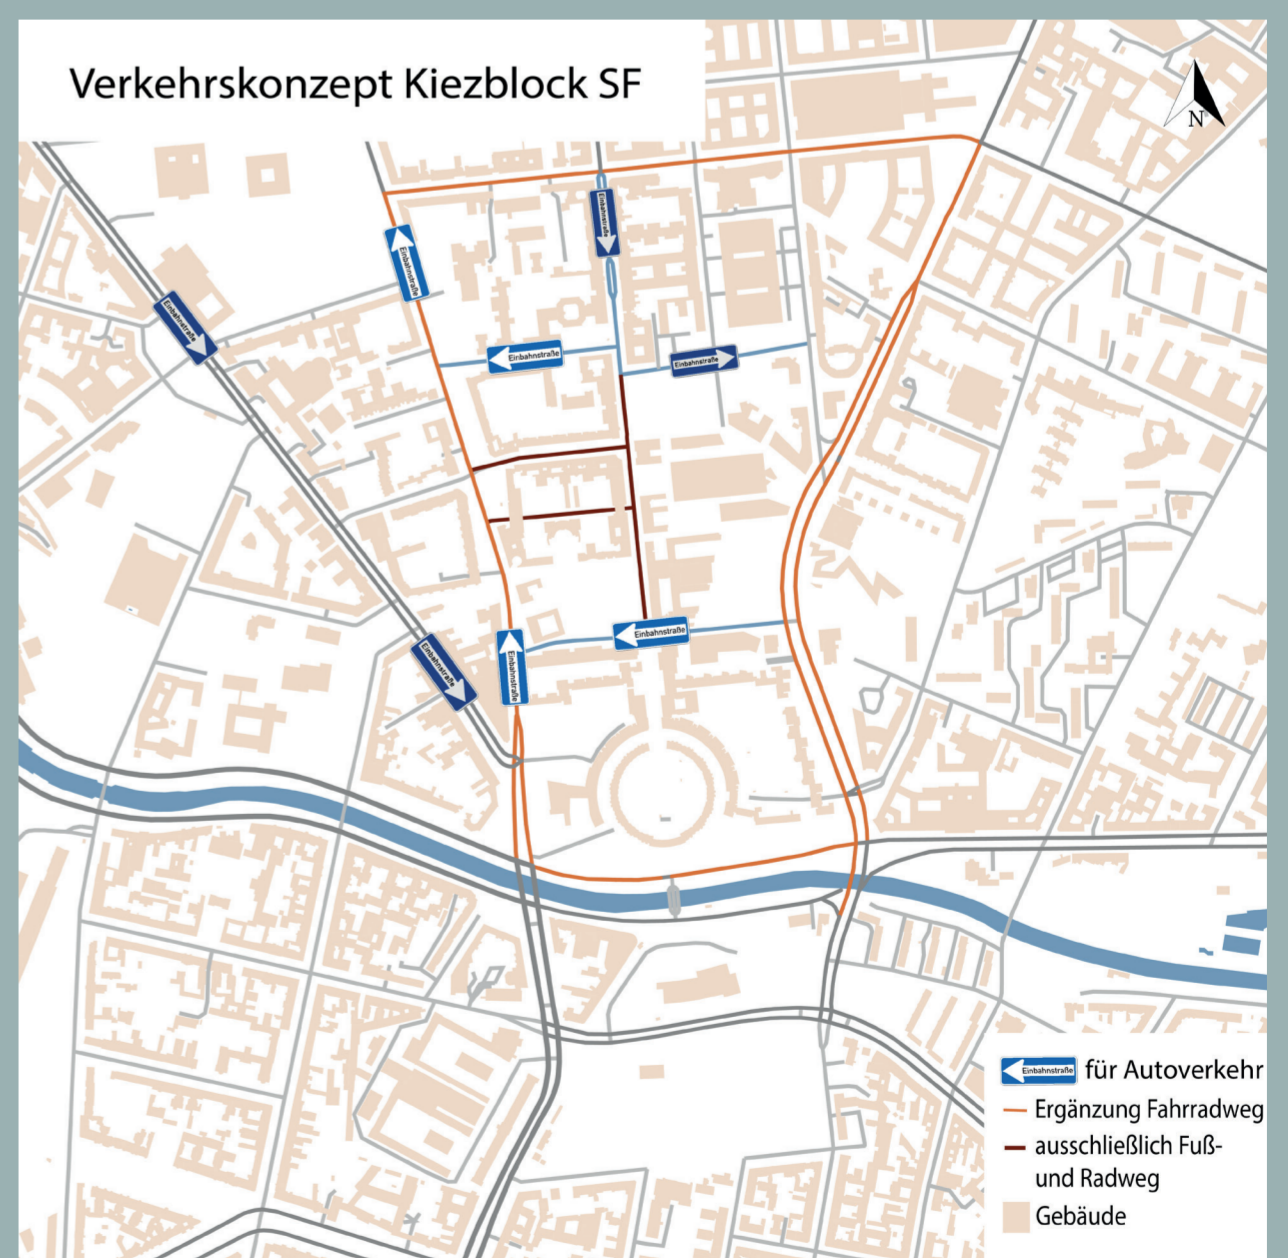 Verkehrskonzept Kiezblock SF
N
Einbahnstraße
Einbahnstraße
Einbahnstraße
Einbahnstraße
Einbahnstraße
Einbahnstraße
Einbahnstraße
Einbahnstraße
Einbahnstraße
Einbahnstraße für Autoverkehr
Ergänzung Fahrradweg
ausschließlich Fuß-
und Radweg
Gebäude